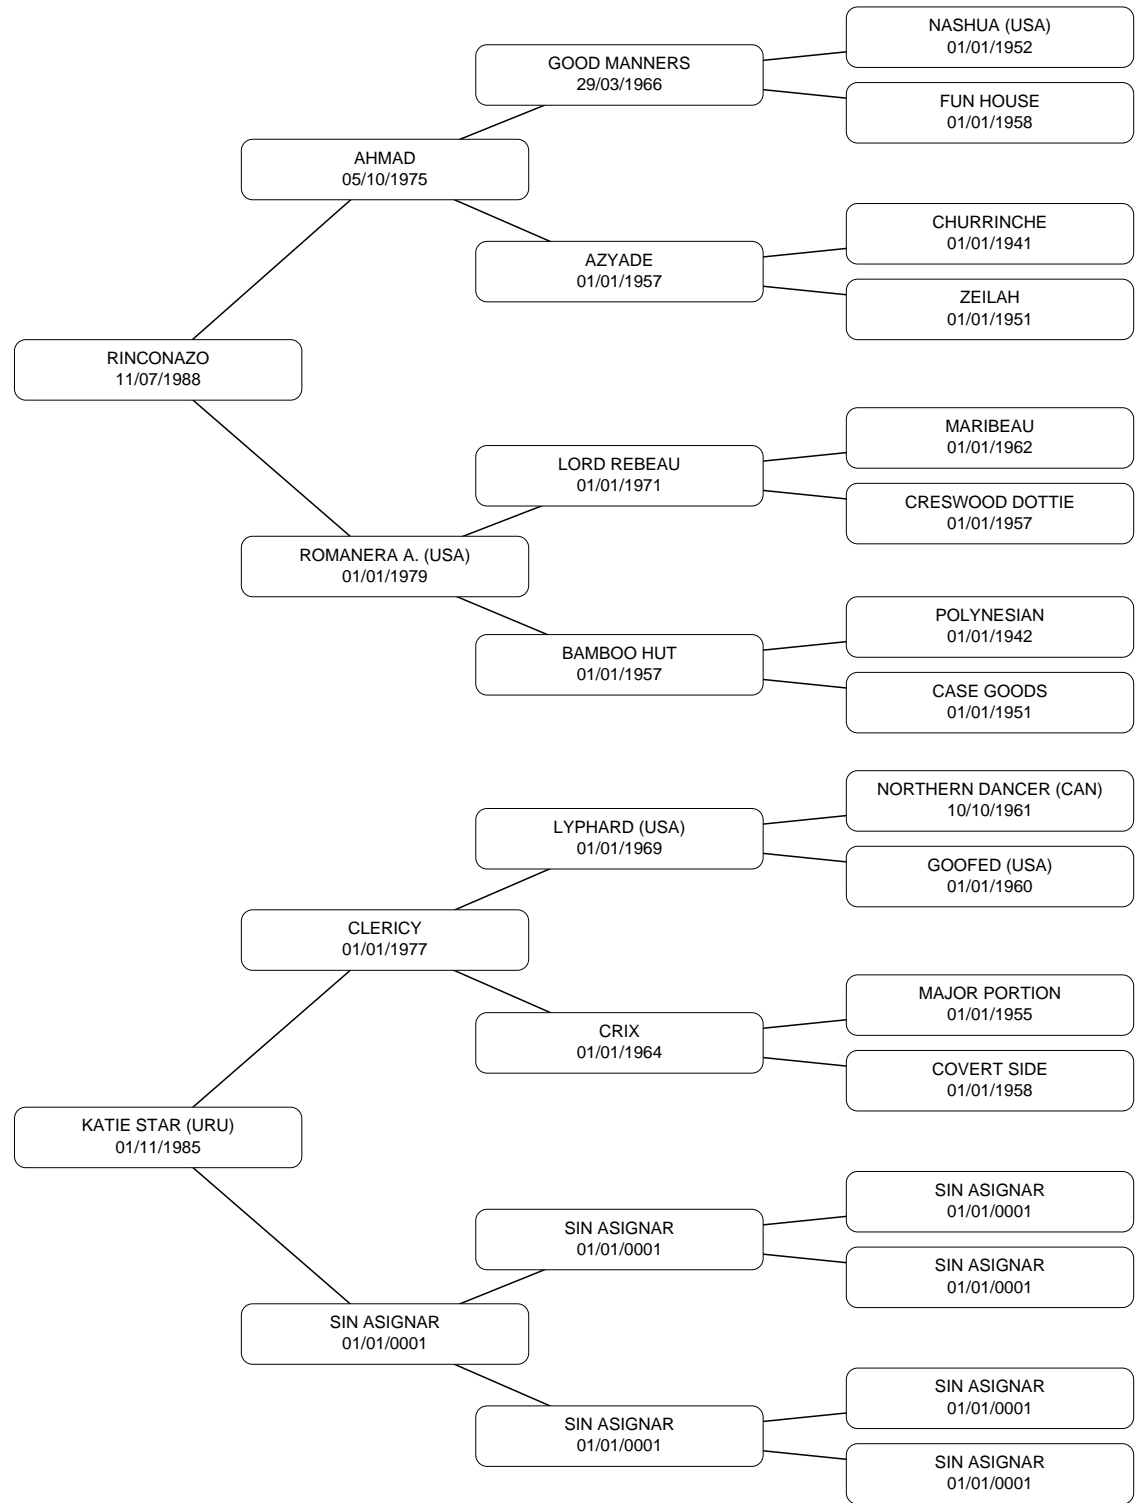 NASHUA (USA)
01/01/1952
GOOD MANNERS
29/03/1966
FUN HOUSE
01/01/1958
AHMAD
05/10/1975
CHURRINCHE
01/01/1941
AZYADE
01/01/1957
ZEILAH
01/01/1951
RINCONAZO
11/07/1988
MARIBEAU
01/01/1962
LORD REBEAU
01/01/1971
CRESWOOD DOTTIE
01/01/1957
ROMANERA A. (USA)
01/01/1979
POLYNESIAN
01/01/1942
BAMBOO HUT
01/01/1957
CASE GOODS
01/01/1951
NORTHERN DANCER (CAN)
10/10/1961
LYPHARD (USA)
01/01/1969
GOOFED (USA)
01/01/1960
CLERICY
01/01/1977
MAJOR PORTION
01/01/1955
CRIX
01/01/1964
COVERT SIDE
01/01/1958
KATIE STAR (URU)
01/11/1985
SIN ASIGNAR
01/01/0001
SIN ASIGNAR
01/01/0001
SIN ASIGNAR
01/01/0001
SIN ASIGNAR
01/01/0001
SIN ASIGNAR
01/01/0001
SIN ASIGNAR
01/01/0001
SIN ASIGNAR
01/01/0001